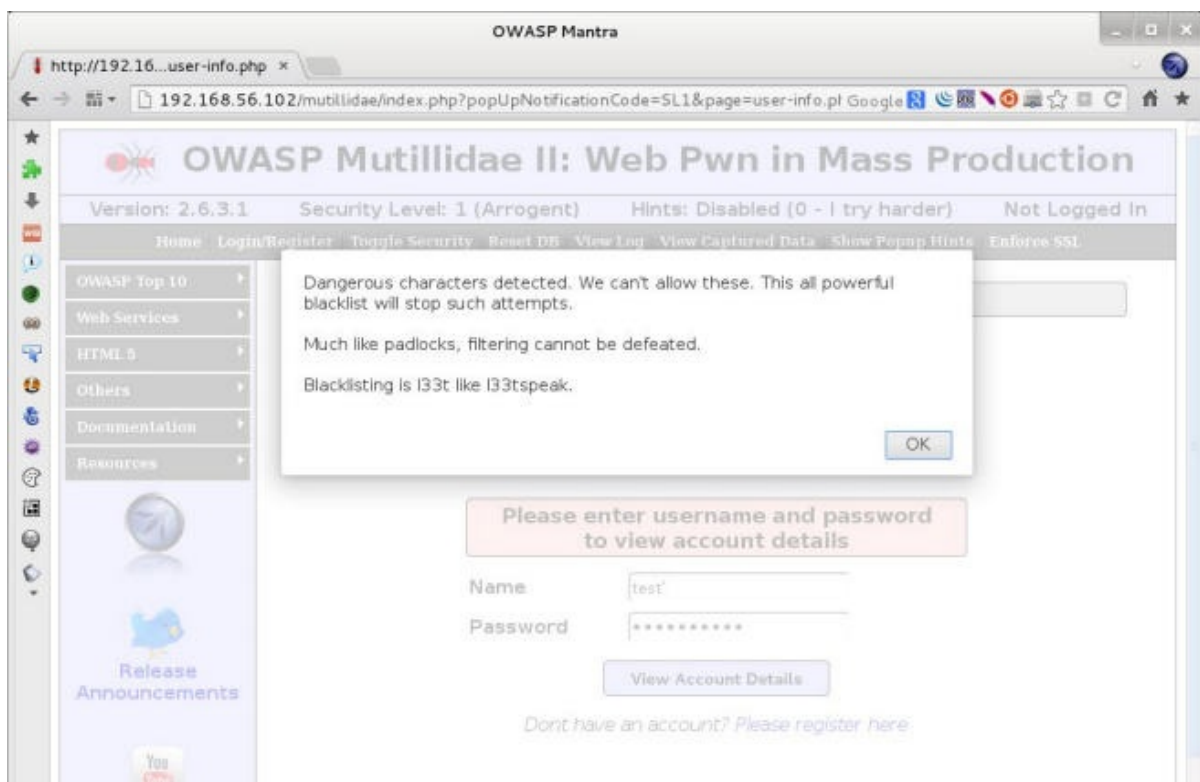 OWASP Mantra
http://192.16...user-info.php ×
192.168.56.102/mutillidae/index.php?popUpNotificationCode=SL1&page=user-info.pl Google
OWASP Mutillidae II: Web Pwn in Mass Production
Version: 2.6.3.1 Security Level: 1 (Arrogent) Hints: Disabled (0 - I try harder) Not Logged In
Home Login/Register Toggle Security Reset DB View Log View Captured Data Show Popup Hints Enforce SSL
OWASP Top 10
Web Services
HTML 5
Others
Documentation
Resources
Release
Announcements
You
Dangerous characters detected. We can't allow these. This all powerful
blacklist will stop such attempts.
Much like padlocks, filtering cannot be defeated.
Blacklisting is l33t like l33tspeak.
OK
Please enter username and password
to view account details
Name test'
Password
View Account Details
Dont have an account? Please register here